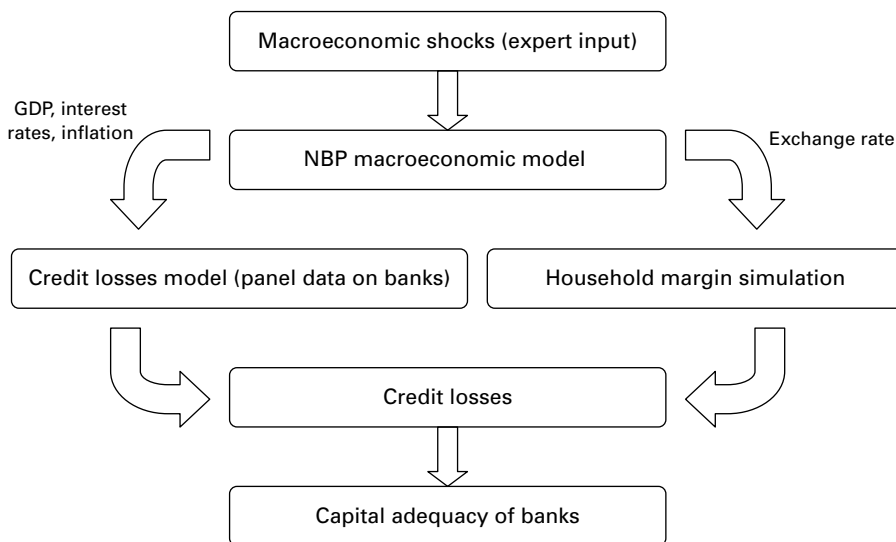 Macroeconomic shocks (expert input)
GDP, interest
rates, inflation
NBP macroeconomic model
Exchange rate
Credit losses model (panel data on banks)
Household margin simulation
Credit losses
Capital adequacy of banks